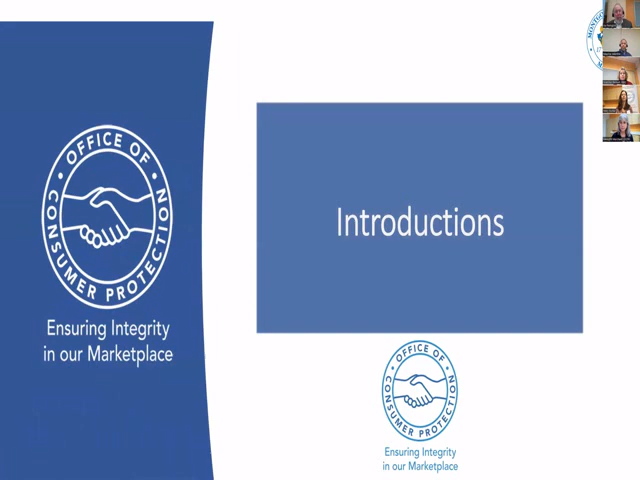 OFFICE OF
CONSUMER PROTECTION
Ensuring Integrity
in our Marketplace
Introductions
OFFICE OF
CONSUMER PROTECTION
Ensuring Integrity
in our Marketplace